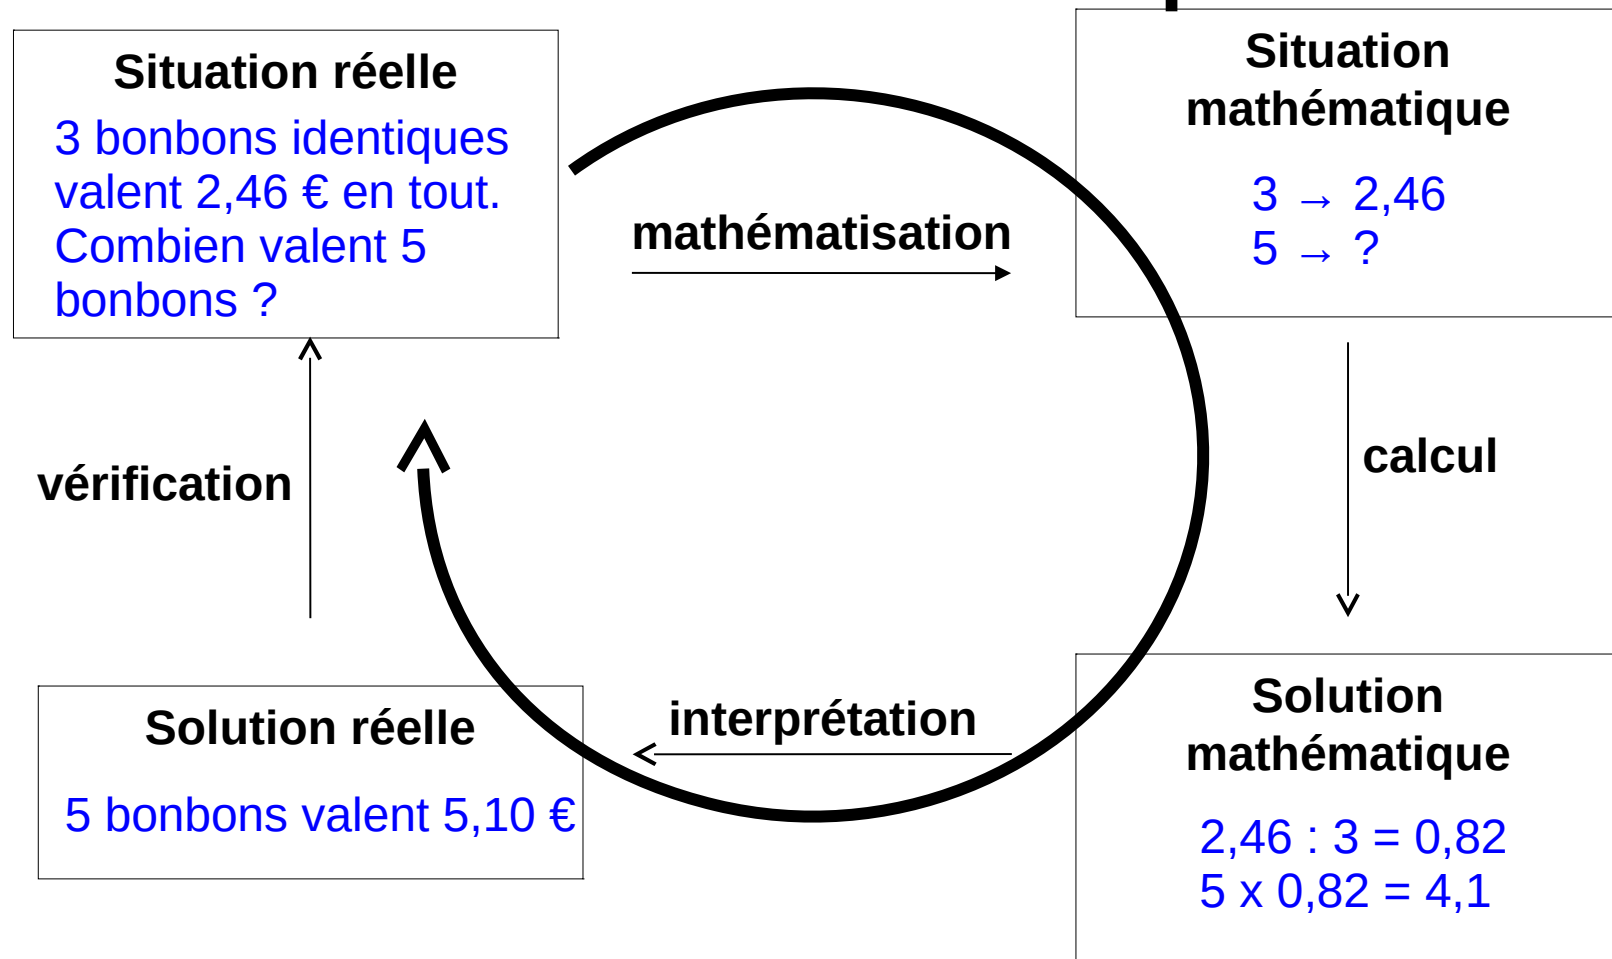 Situation réelle
3 bonbons identiques
valent 2,46 € en tout.
Combien valent 5
bonbons ?
mathématisation
Situation
mathématique
3 → 2,46
5 → ?
calcul
vérification
Solution réelle
5 bonbons valent 5,10 €
interprétation
Solution
mathématique
2,46 : 3 = 0,82
5 x 0,82 = 4,1